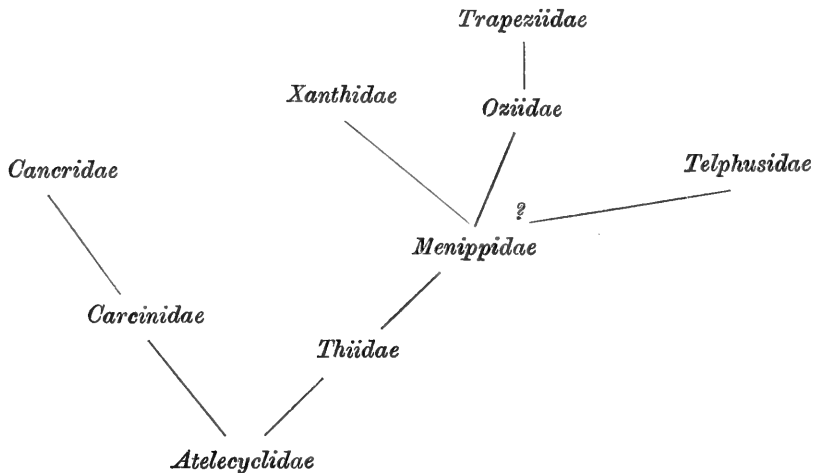 Trapeziidae
Xanthidae
Oziidae
Cancridae
Telphusidae
?
Menippidae
Carcinidae
Thiidae
Atelecyclidae